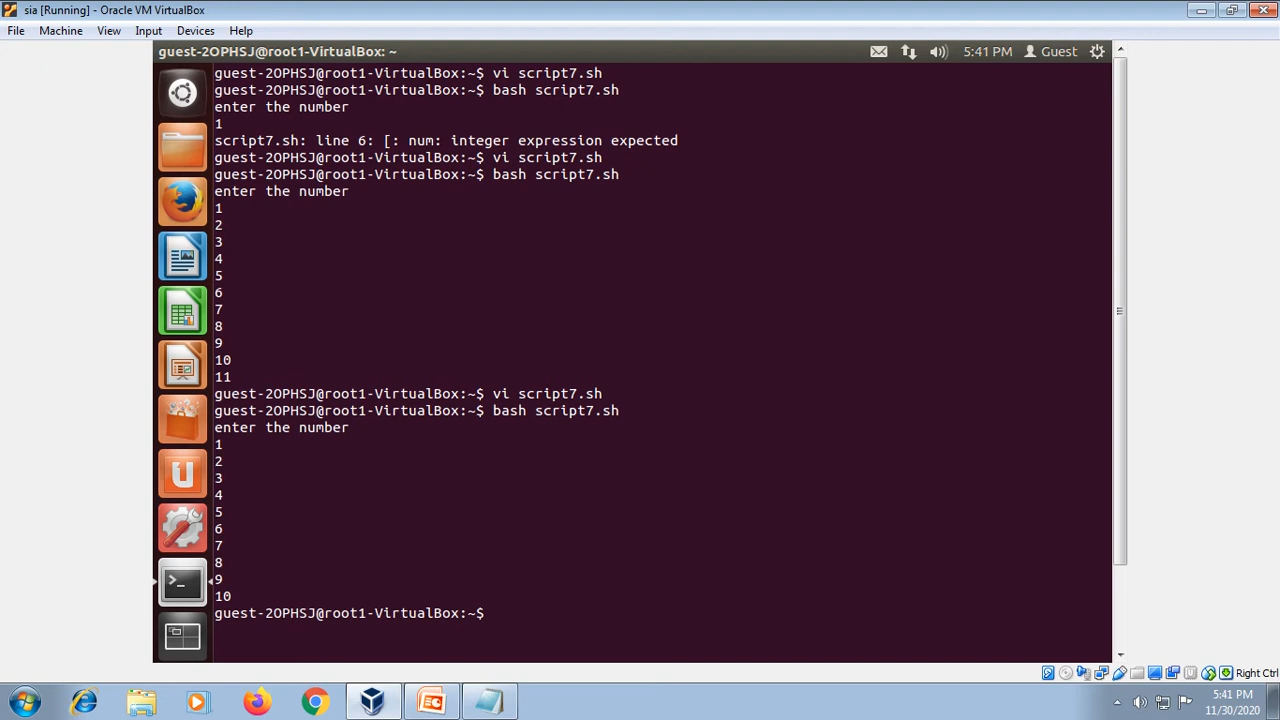 sia [Running] - Oracle VM VirtualBox
File Machine View Input Devices Help
guest-2OPHSJ@root1-VirtualBox: ~
5:41 PM Guest
guest-2OPHSJ@root1-VirtualBox:~$ vi script7.sh
guest-2OPHSJ@root1-VirtualBox:~$ bash script7.sh
enter the number
1
script7.sh: line 6: [: num: integer expression expected
guest-2OPHSJ@root1-VirtualBox:~$ vi script7.sh
guest-2OPHSJ@root1-VirtualBox:~$ bash script7.sh
enter the number
1
2
3
4
5
6
7
8
9
10
11
guest-2OPHSJ@root1-VirtualBox:~$ vi script7.sh
guest-2OPHSJ@root1-VirtualBox:~$ bash script7.sh
enter the number
1
2
3
4
5
6
7
8
9
10
guest-2OPHSJ@root1-VirtualBox:~$
Right Ctrl
5:41 PM
11/30/2020